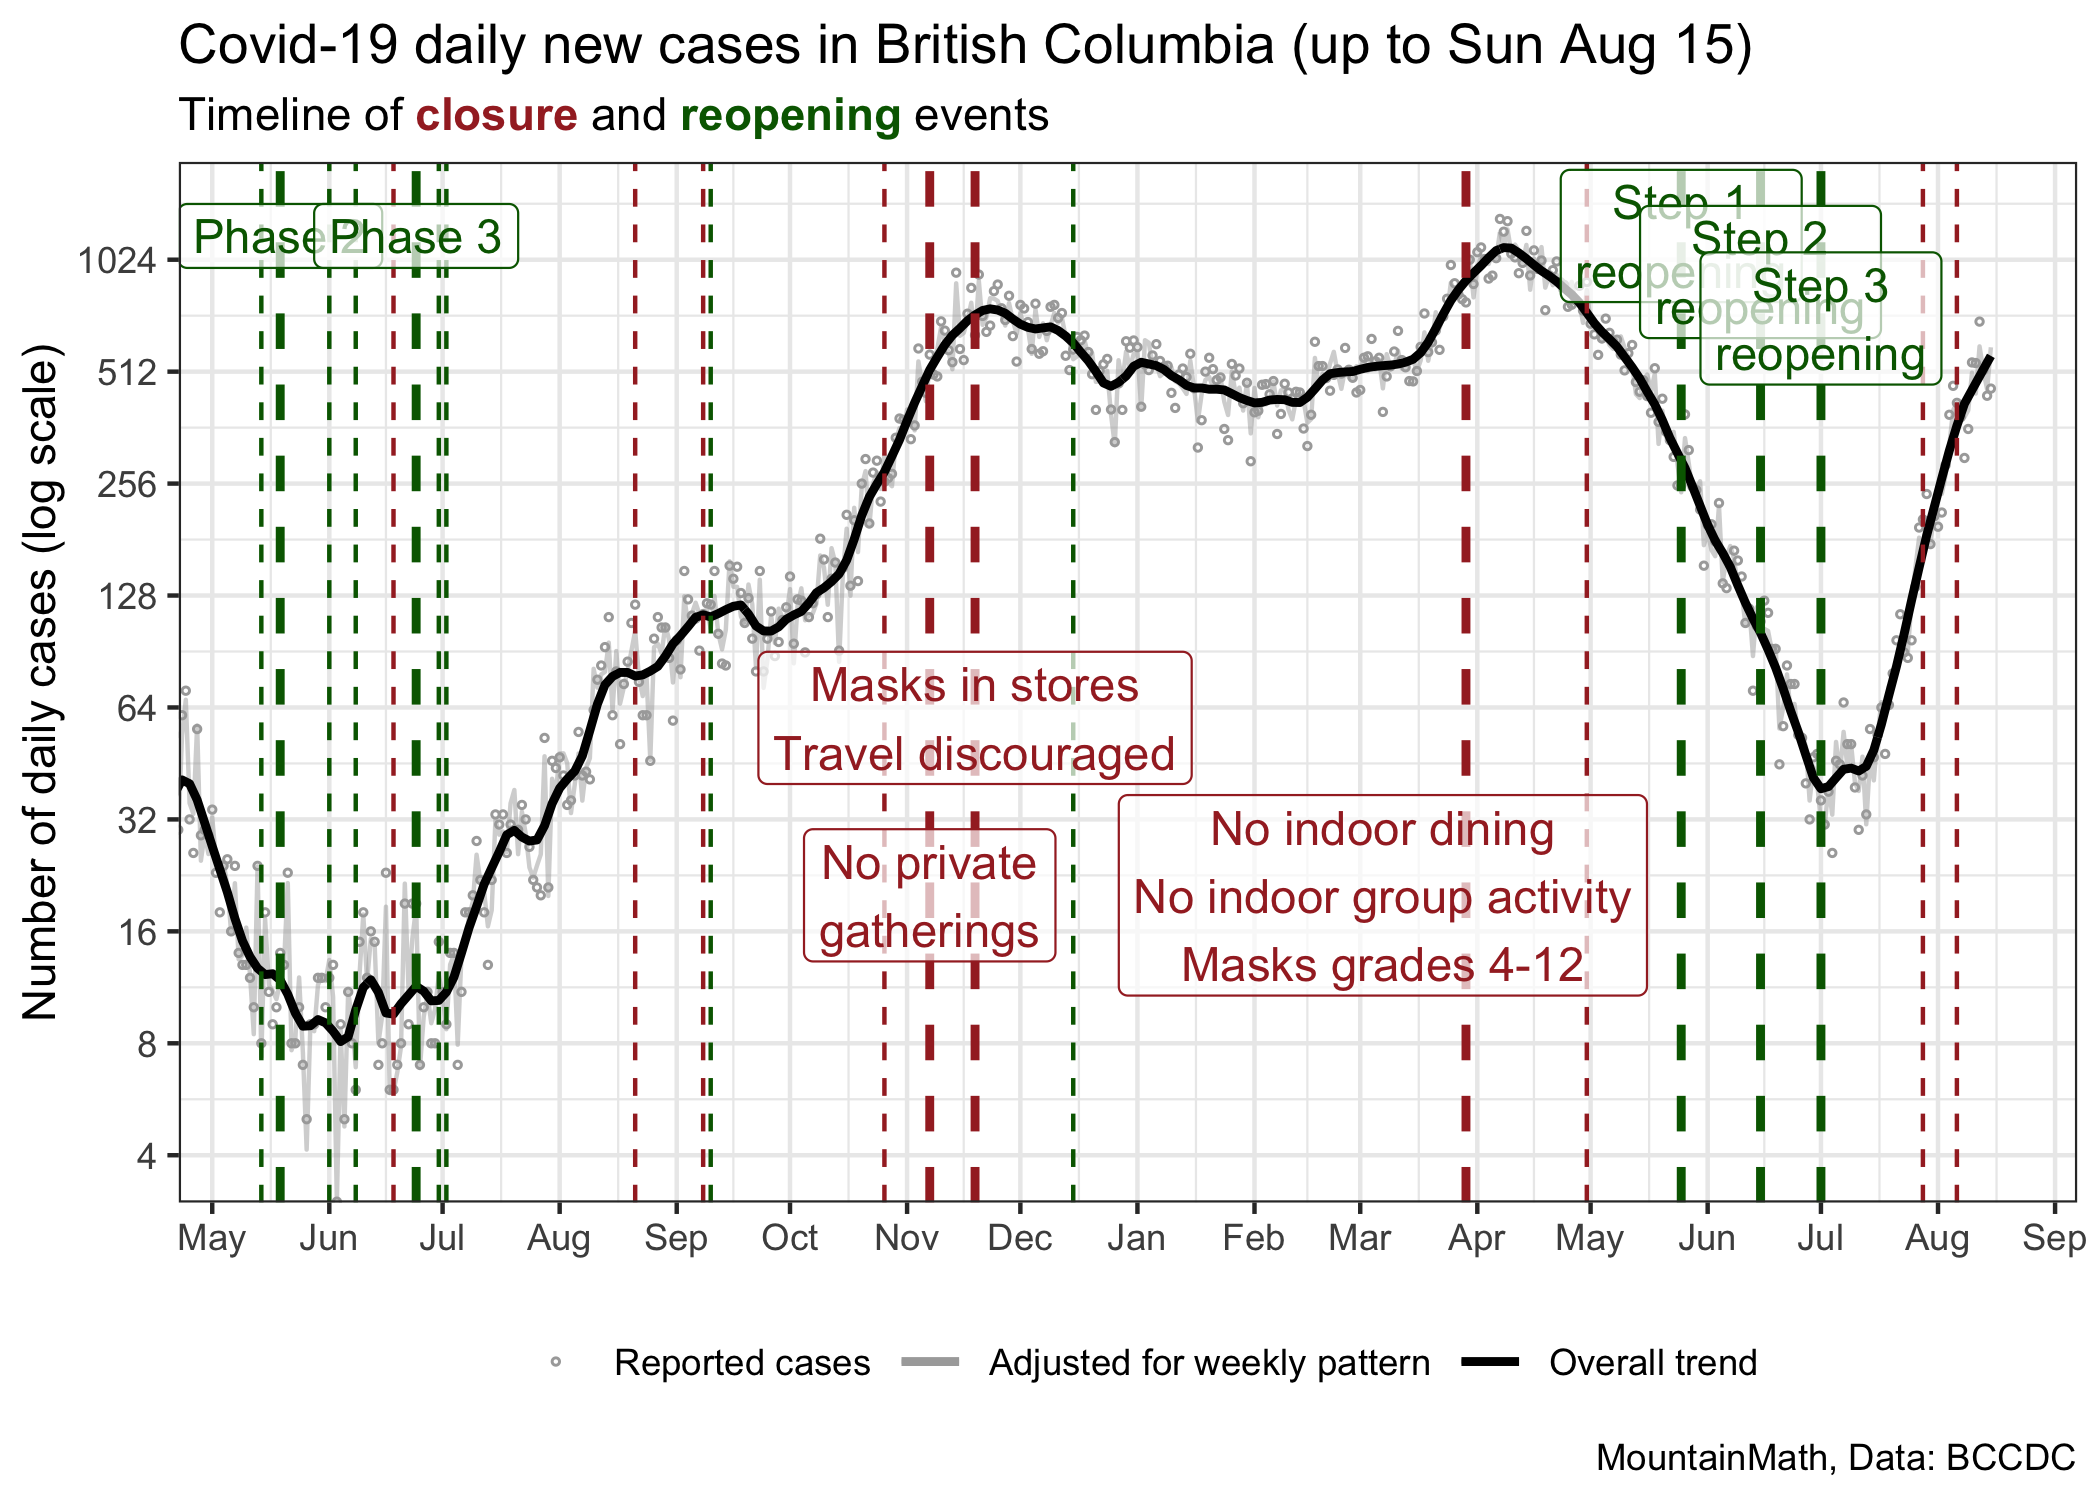 Covid-19 daily new cases in British Columbia (up to Sun Aug 15)
Timeline of closure and reopening events
Number of daily cases (log scale)
1024
512
256
128
64
32
16
8
4
Phase 2
Phase 3
Step 1
reopening
Step 2
reopening
Step 3
reopening
Masks in stores
Travel discouraged
No private
gatherings
No indoor dining
No indoor group activity
Masks grades 4-12
May Jun Jul Aug Sep Oct Nov Dec Jan Feb Mar Apr May Jun Jul Aug Sep
Reported cases Adjusted for weekly pattern Overall trend
MountainMath, Data: BCCDC